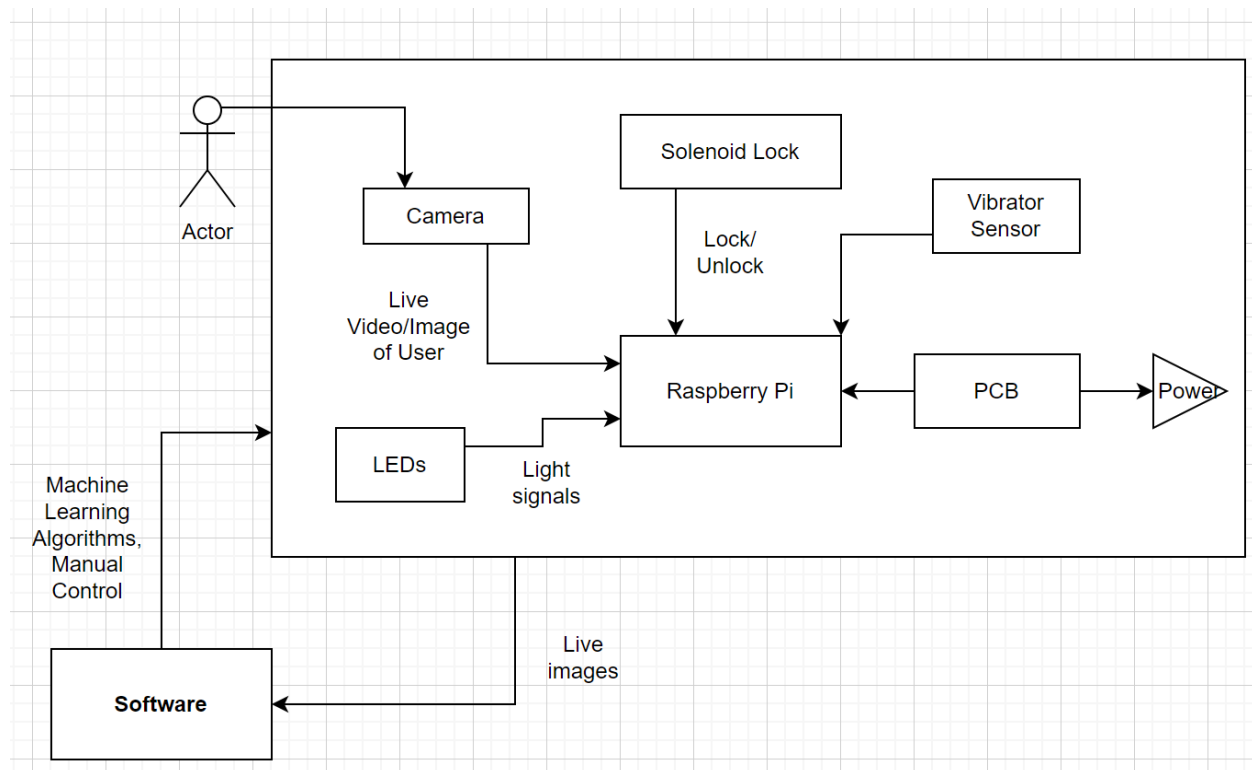 Solenoid Lock
Vibrator
Sensor
Camera
Actor
Lock/
Unlock
Live
Video/Image
of User
Raspberry Pi
PCB
Power
LEDs
Light
signals
Machine
Learning
Algorithms,
Manual
Control
Live
images
Software